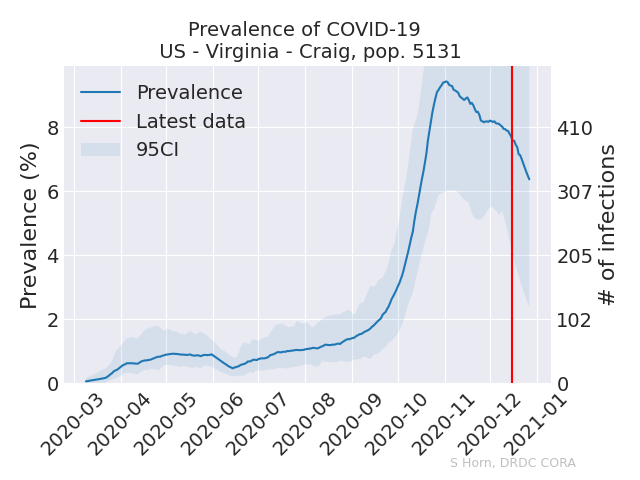 Prevalence of COVID-19
US - Virginia - Craig, pop. 5131
Prevalence
Latest data
95CI
Prevalence (%)
8
6
4
2
0
410
307
205
102
0
# of infections
2020-03
2020-04
2020-05
2020-06
2020-07
2020-08
2020-09
2020-10
2020-11
2020-12
2021-01
S Horn, DRDC CORA